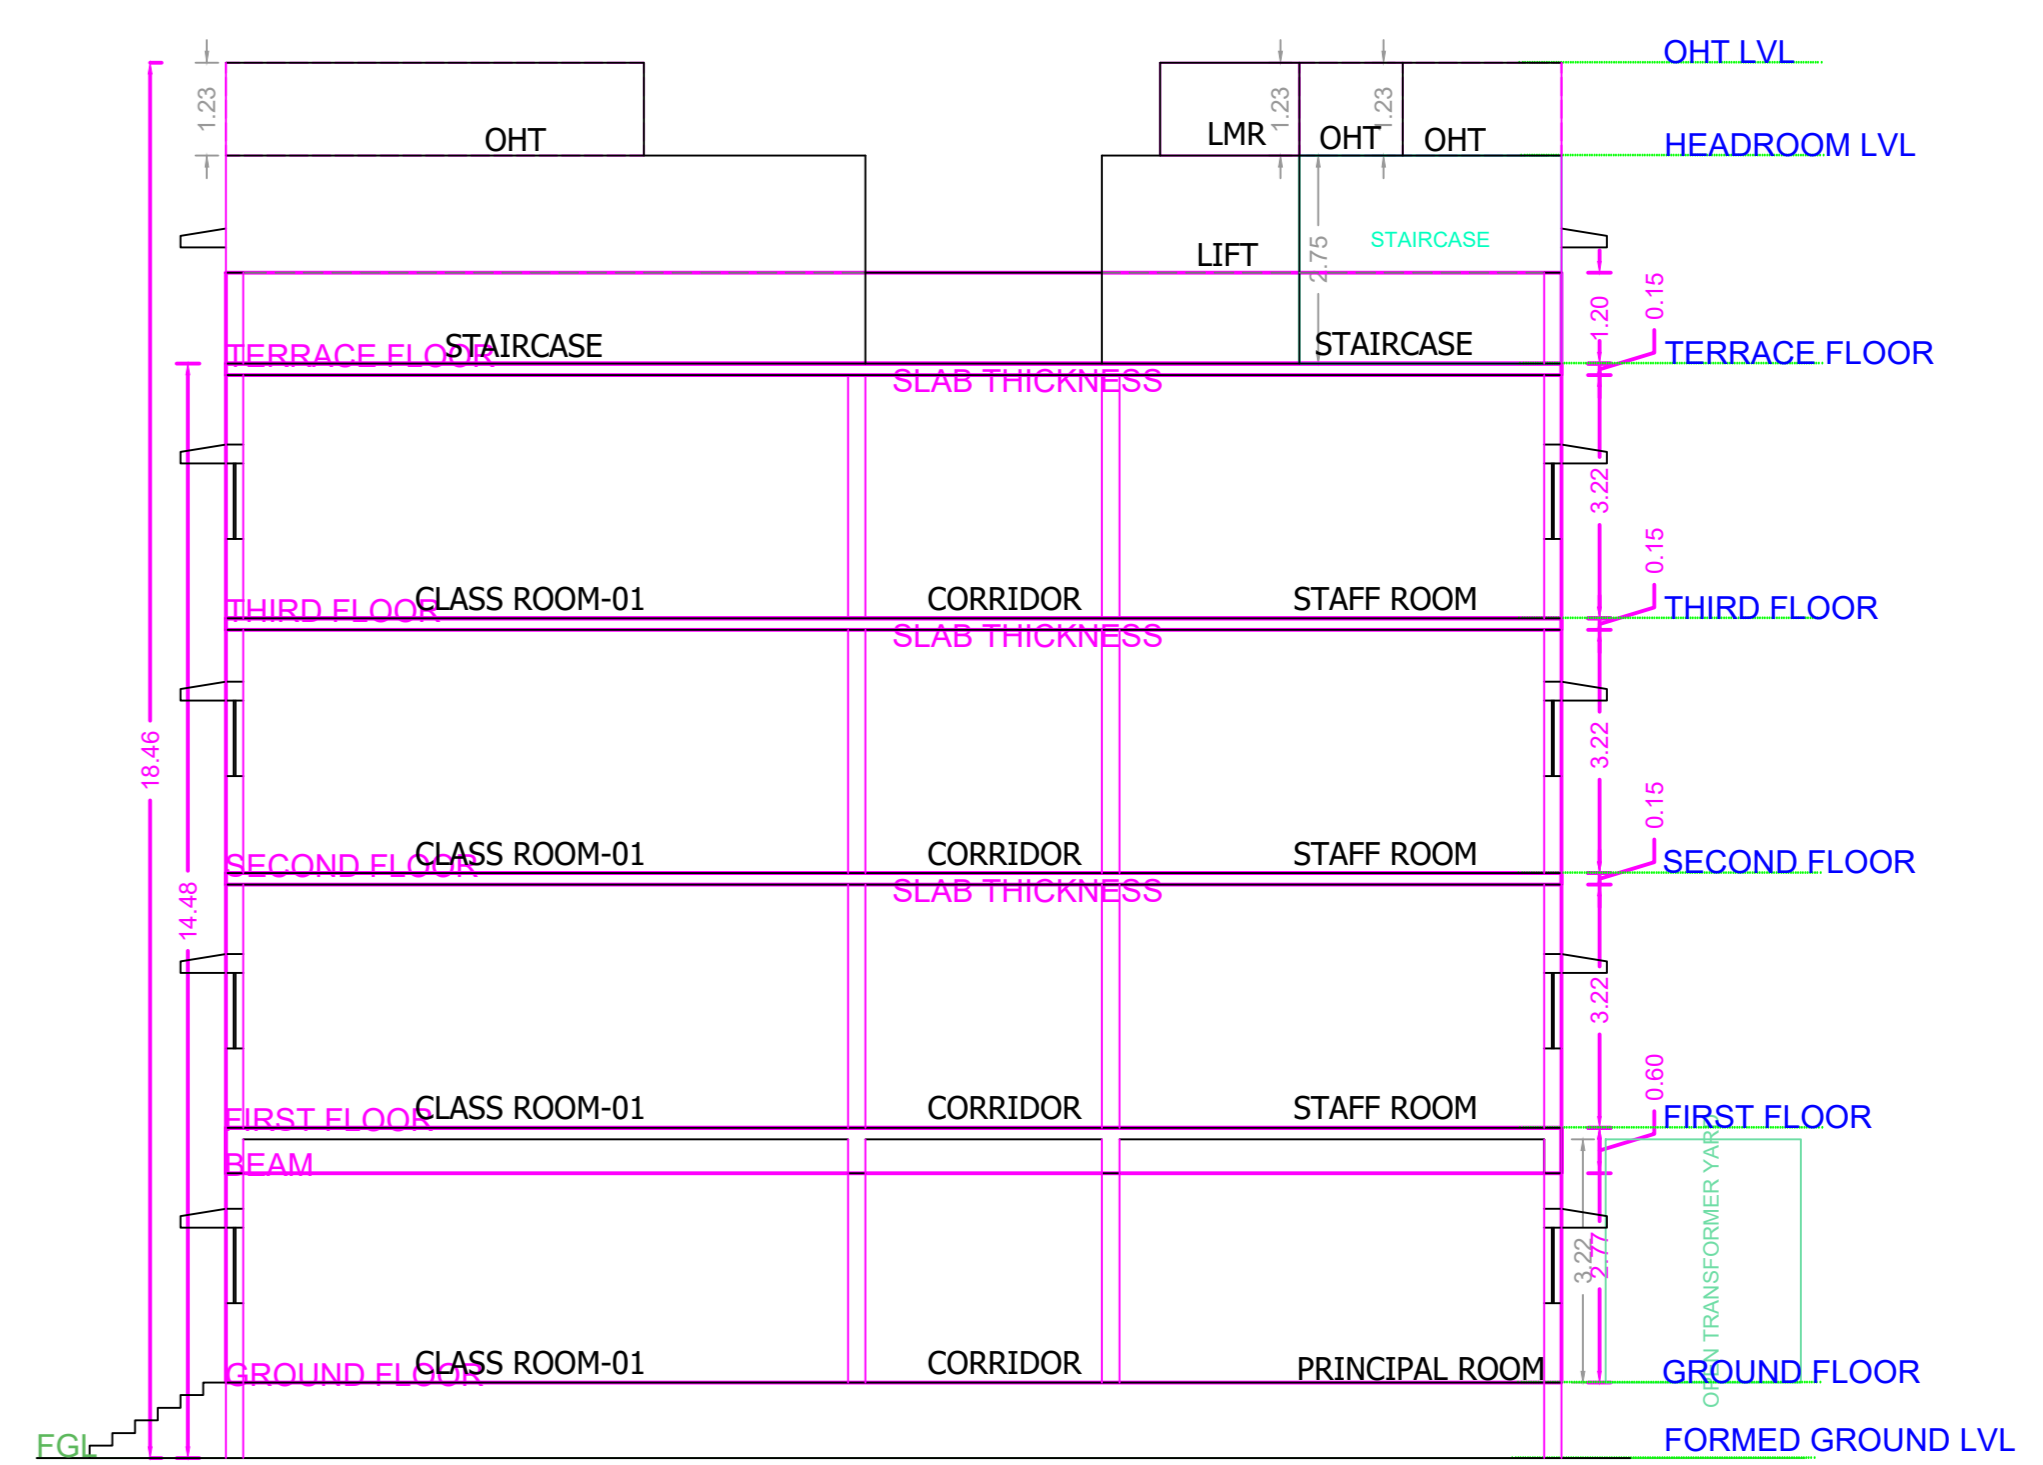 OHT LVL
1.23
1.23
1.23
OHT
LMR
OHT
OHT
HEADROOM LVL
LIFT
2.75
STAIRCASE
1.20
0.15
TERRACE FLOOR
STAIRCASE
STAIRCASE
TERRACE FLOOR
SLAB THICKNESS
3.22
0.15
THIRD FLOOR
CLASS ROOM-01
CORRIDOR
STAFF ROOM
THIRD FLOOR
SLAB THICKNESS
18.46
3.22
0.15
SECOND FLOOR
CLASS ROOM-01
CORRIDOR
STAFF ROOM
SECOND FLOOR
SLAB THICKNESS
14.48
3.22
0.60
FIRST FLOOR
CLASS ROOM-01
CORRIDOR
STAFF ROOM
FIRST FLOOR
BEAM
3.22
2.77
OPEN TRANSFORMER YARD
GROUND FLOOR
CLASS ROOM-01
CORRIDOR
PRINCIPAL ROOM
GROUND FLOOR
FGL
FORMED GROUND LVL